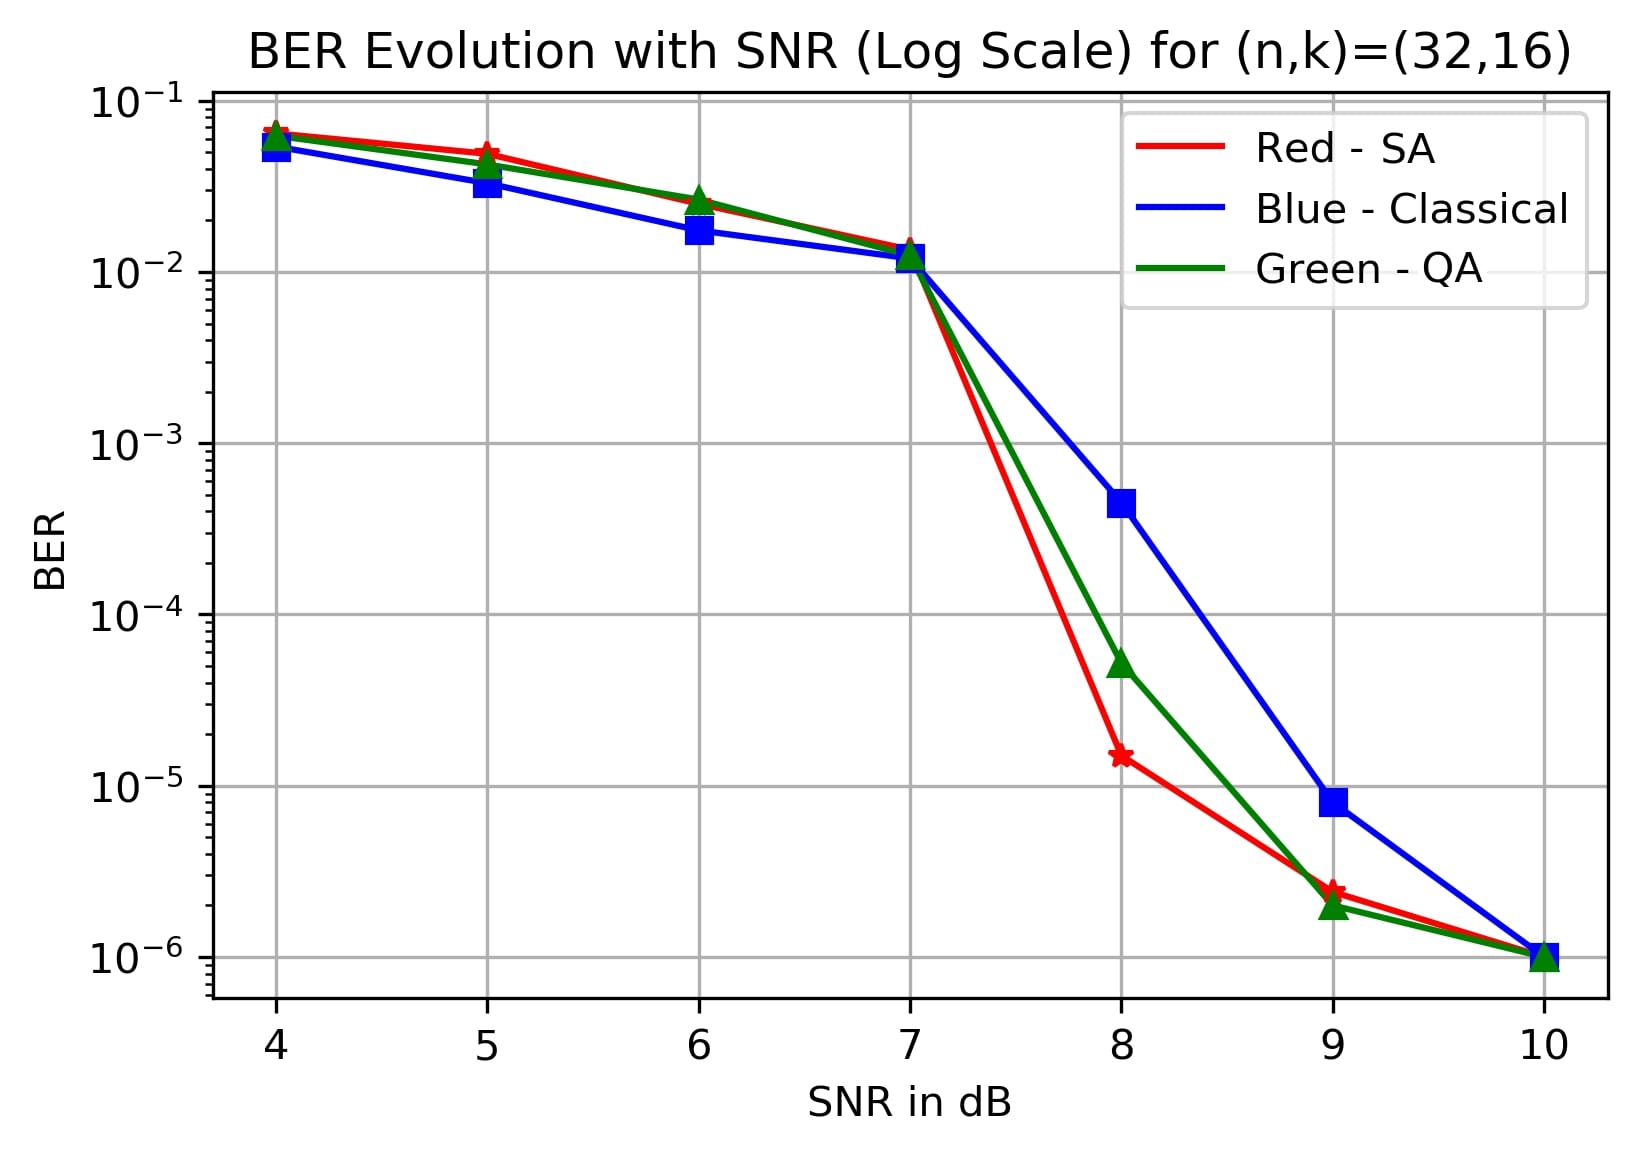 BER Evolution with SNR (Log Scale) for (n,k)=(32,16)
10⁻¹
10⁻²
10⁻³
10⁻⁴
10⁻⁵
10⁻⁶
BER
Red - SA
Blue - Classical
Green - QA
4 5 6 7 8 9 10
SNR in dB